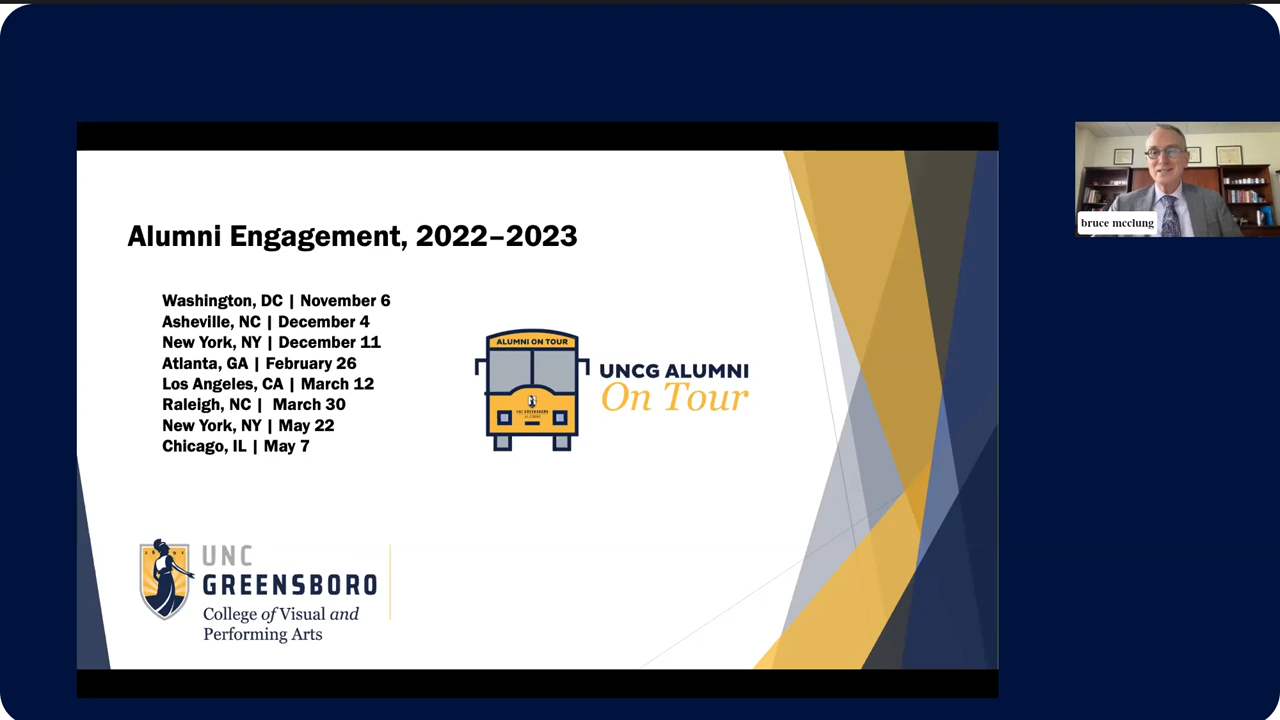 Alumni Engagement, 2022–2023
Washington, DC | November 6
Asheville, NC | December 4
New York, NY | December 11
Atlanta, GA | February 26
Los Angeles, CA | March 12
Raleigh, NC |  March 30
New York, NY | May 22
Chicago, IL | May 7
ALUMNI ON TOUR
UNC GREENSBORO
UNCG ALUMNI
On Tour
UNC
GREENSBORO
College of Visual and
Performing Arts
bruce mcclung